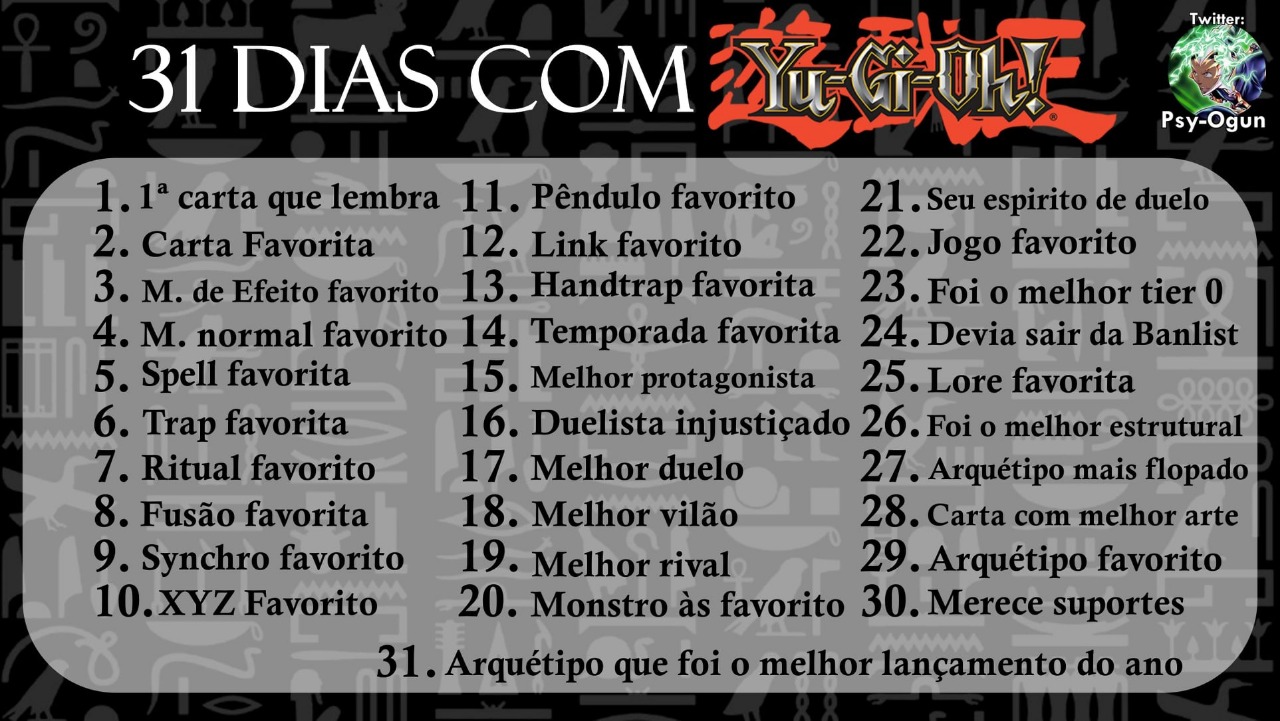 31 DIAS COM Yu-Gi-Oh!®
Twitter:
Psy-Ogun
1. 1ª carta que lembra
2. Carta Favorita
3. M. de Efeito favorito
4. M. normal favorito
5. Spell favorita
6. Trap favorita
7. Ritual favorito
8. Fusão favorita
9. Synchro favorito
10. XYZ Favorito
11. Pêndulo favorito
12. Link favorito
13. Handtrap favorita
14. Temporada favorita
15. Melhor protagonista
16. Duelista injustiçado
17. Melhor duelo
18. Melhor vilão
19. Melhor rival
20. Monstro às favorito
21. Seu espirito de duelo
22. Jogo favorito
23. Foi o melhor tier 0
24. Devia sair da Banlist
25. Lore favorita
26. Foi o melhor estrutural
27. Arquétipo mais flopado
28. Carta com melhor arte
29. Arquétipo favorito
30. Merece suportes
31. Arquétipo que foi o melhor lançamento do ano